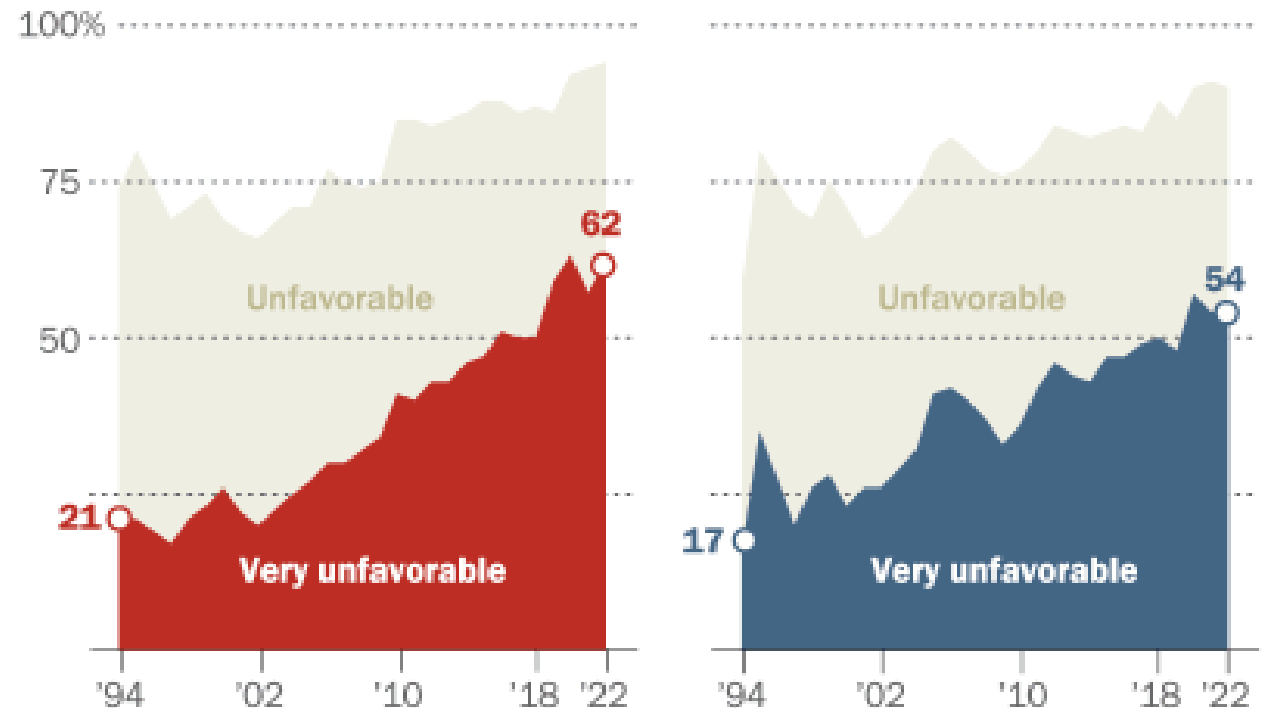 100%
75
62
Unfavorable
Unfavorable
54
50
21
17
Very unfavorable
Very unfavorable
'94 '02 '10 '18 '22
'94 '02 '10 '18 '22